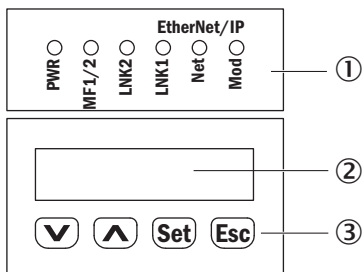 EtherNet/IP
PWR
MF1/2
LNK2
LNK1
Net
Mod
①
②
Set
Esc
③